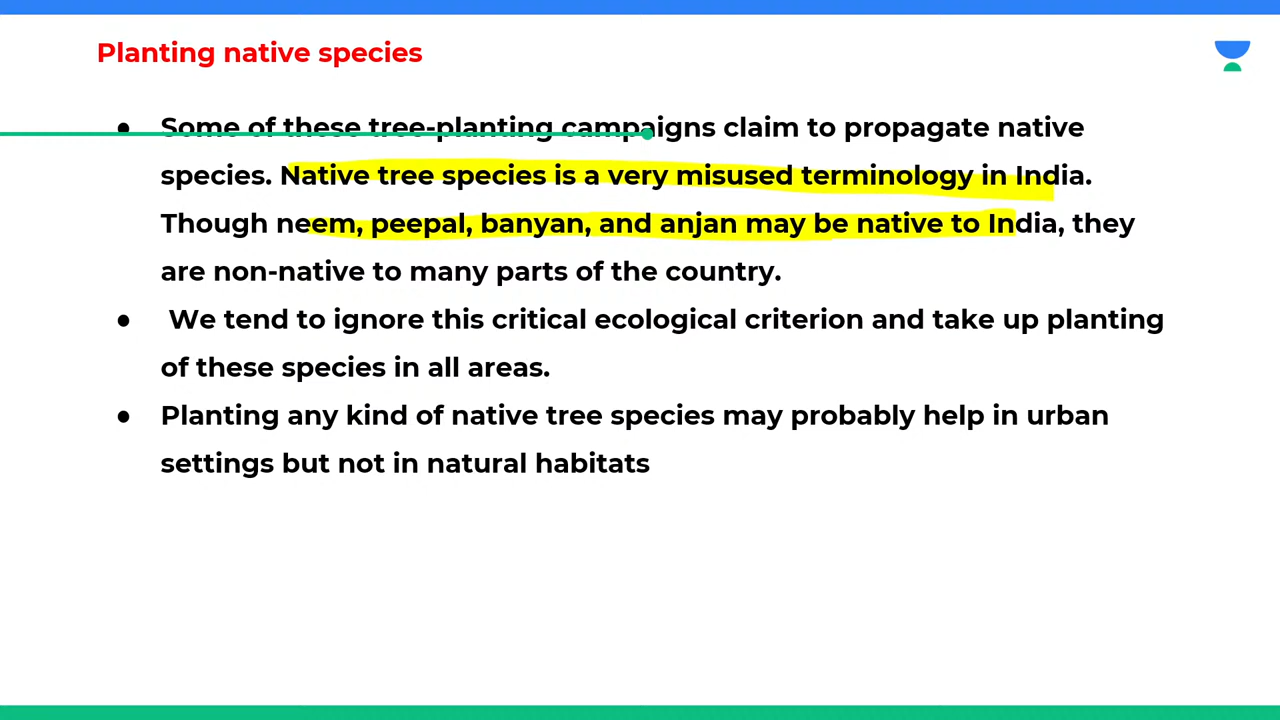 Planting native species
● Some of these tree-planting campaigns claim to propagate native
species. Native tree species is a very misused terminology in India.
Though neem, peepal, banyan, and anjan may be native to India, they
are non-native to many parts of the country.
● We tend to ignore this critical ecological criterion and take up planting
of these species in all areas.
● Planting any kind of native tree species may probably help in urban
settings but not in natural habitats